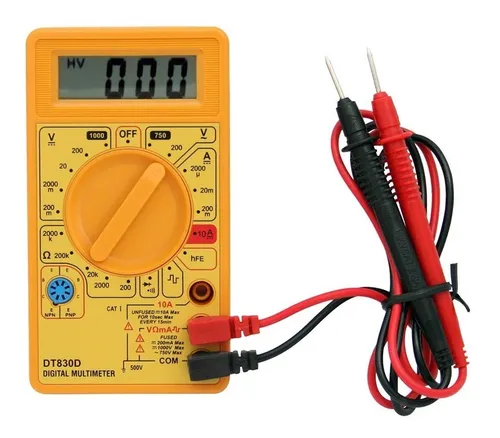 HV 000
OFF
V 1000 750 V~
200 200
20
2000 m
200 m
A
2000 µ
20m
200 m
10A
hFE
2000 k
Ω 200k
20k 2000 200
E B C E
NPN PNP
CAT I
10A
UNFUSED 10A Max
FOR 10sec Max
EVERY 15min
VΩmA
FUSED
200mA Max
1000V Max
~ 750V Max
500V
COM
DT830D
DIGITAL MULTIMETER